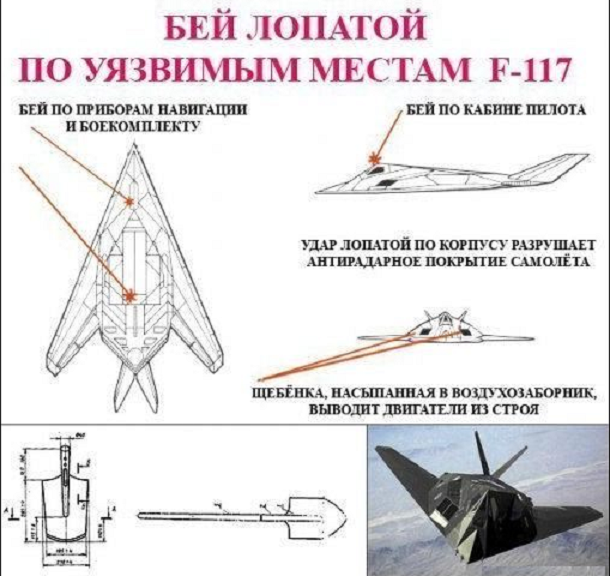 БЕЙ ЛОПАТОЙ
ПО УЯЗВИМЫМ МЕСТАМ F-117
БЕЙ ПО ПРИБОРАМ НАВИГАЦИИ
И БОЕКОМПЛЕКТУ
БЕЙ ПО КАБИНЕ ПИЛОТА
УДАР ЛОПАТОЙ ПО КОРПУСУ РАЗРУШАЕТ
АНТИРАДАРНОЕ ПОКРЫТИЕ САМОЛЁТА
ЩЕБЁНКА, НАСЫПАННАЯ В ВОЗДУХОЗАБОРНИК,
ВЫВОДИТ ДВИГАТЕЛИ ИЗ СТРОЯ